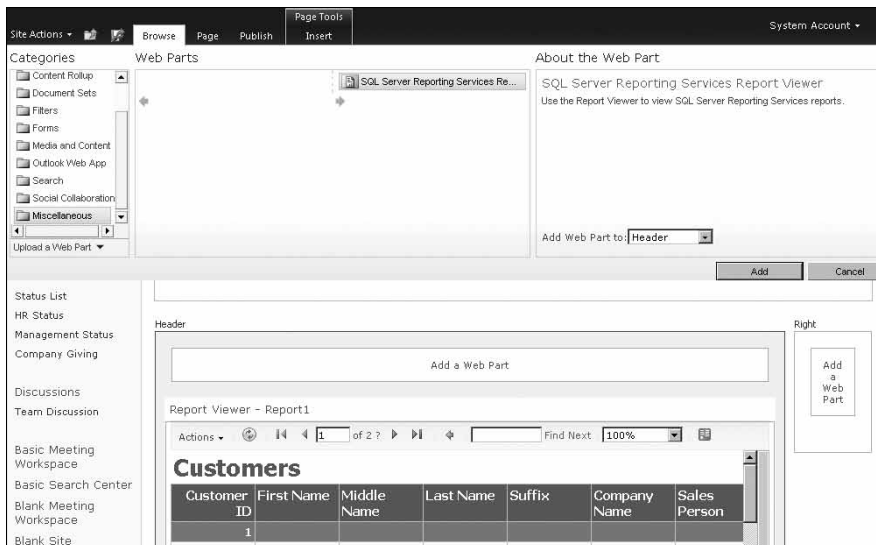 Page Tools
Site Actions Browse Page Publish Insert System Account
Categories
Web Parts
About the Web Part
Content Rollup
Document Sets
Filters
Forms
Media and Content
Outlook Web App
Search
Social Collaboration
Miscellaneous
Upload a Web Part
SQL Server Reporting Services Re...
SQL Server Reporting Services Report Viewer
Use the Report Viewer to view SQL Server Reporting Services reports.
Add Web Part to: Header
Add Cancel
Status List
HR Status
Management Status
Company Giving
Discussions
Team Discussion
Basic Meeting
Workspace
Basic Search Center
Blank Meeting
Workspace
Blank Site
Header
Add a Web Part
Report Viewer - Report1
Actions 1 of 2 ? Find Next 100%
Customers
Customer ID First Name Middle Name Last Name Suffix Company Name Sales Person
1
Right
Add
a
Web
Part